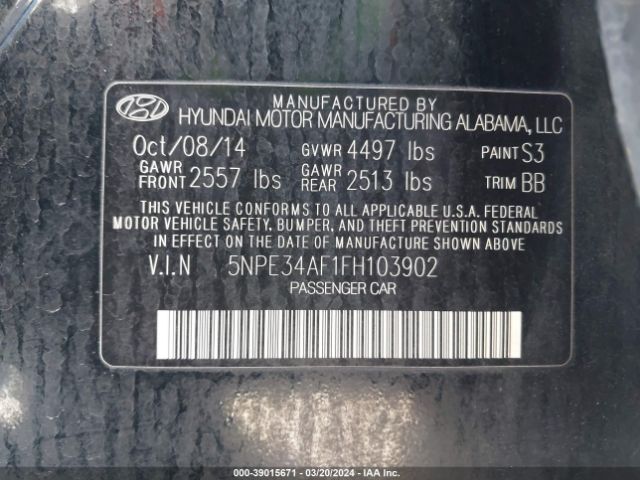 MANUFACTURED BY
HYUNDAI MOTOR MANUFACTURING ALABAMA, LLC
Oct/08/14 GVWR 4497 lbs PAINT S3
GAWR FRONT 2557 lbs GAWR REAR 2513 lbs TRIM BB
THIS VEHICLE CONFORMS TO ALL APPLICABLE U.S.A. FEDERAL
MOTOR VEHICLE SAFETY, BUMPER, AND THEFT PREVENTION STANDARDS
IN EFFECT ON THE DATE OF MANUFACTURE SHOWN ABOVE
V.I.N 5NPE34AF1FH103902
PASSENGER CAR
STOCK #: 39015671 — 03/20/2024 — IAA Inc.